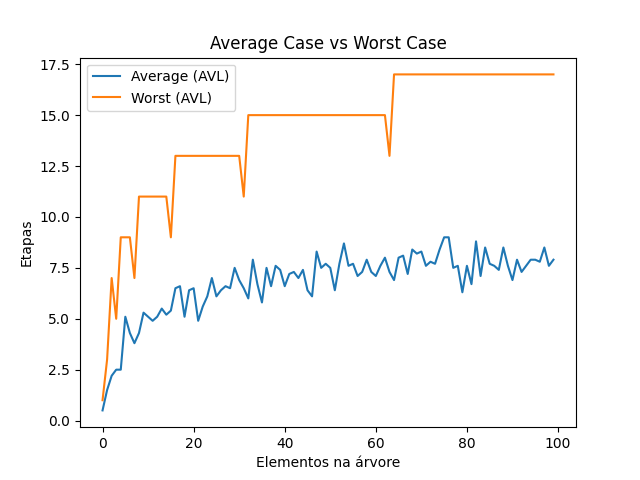 Average Case vs Worst Case
17.5
15.0
12.5
10.0
7.5
5.0
2.5
0.0
Average (AVL)
Worst (AVL)
Etapas
0
20
40
60
80
100
Elementos na árvore